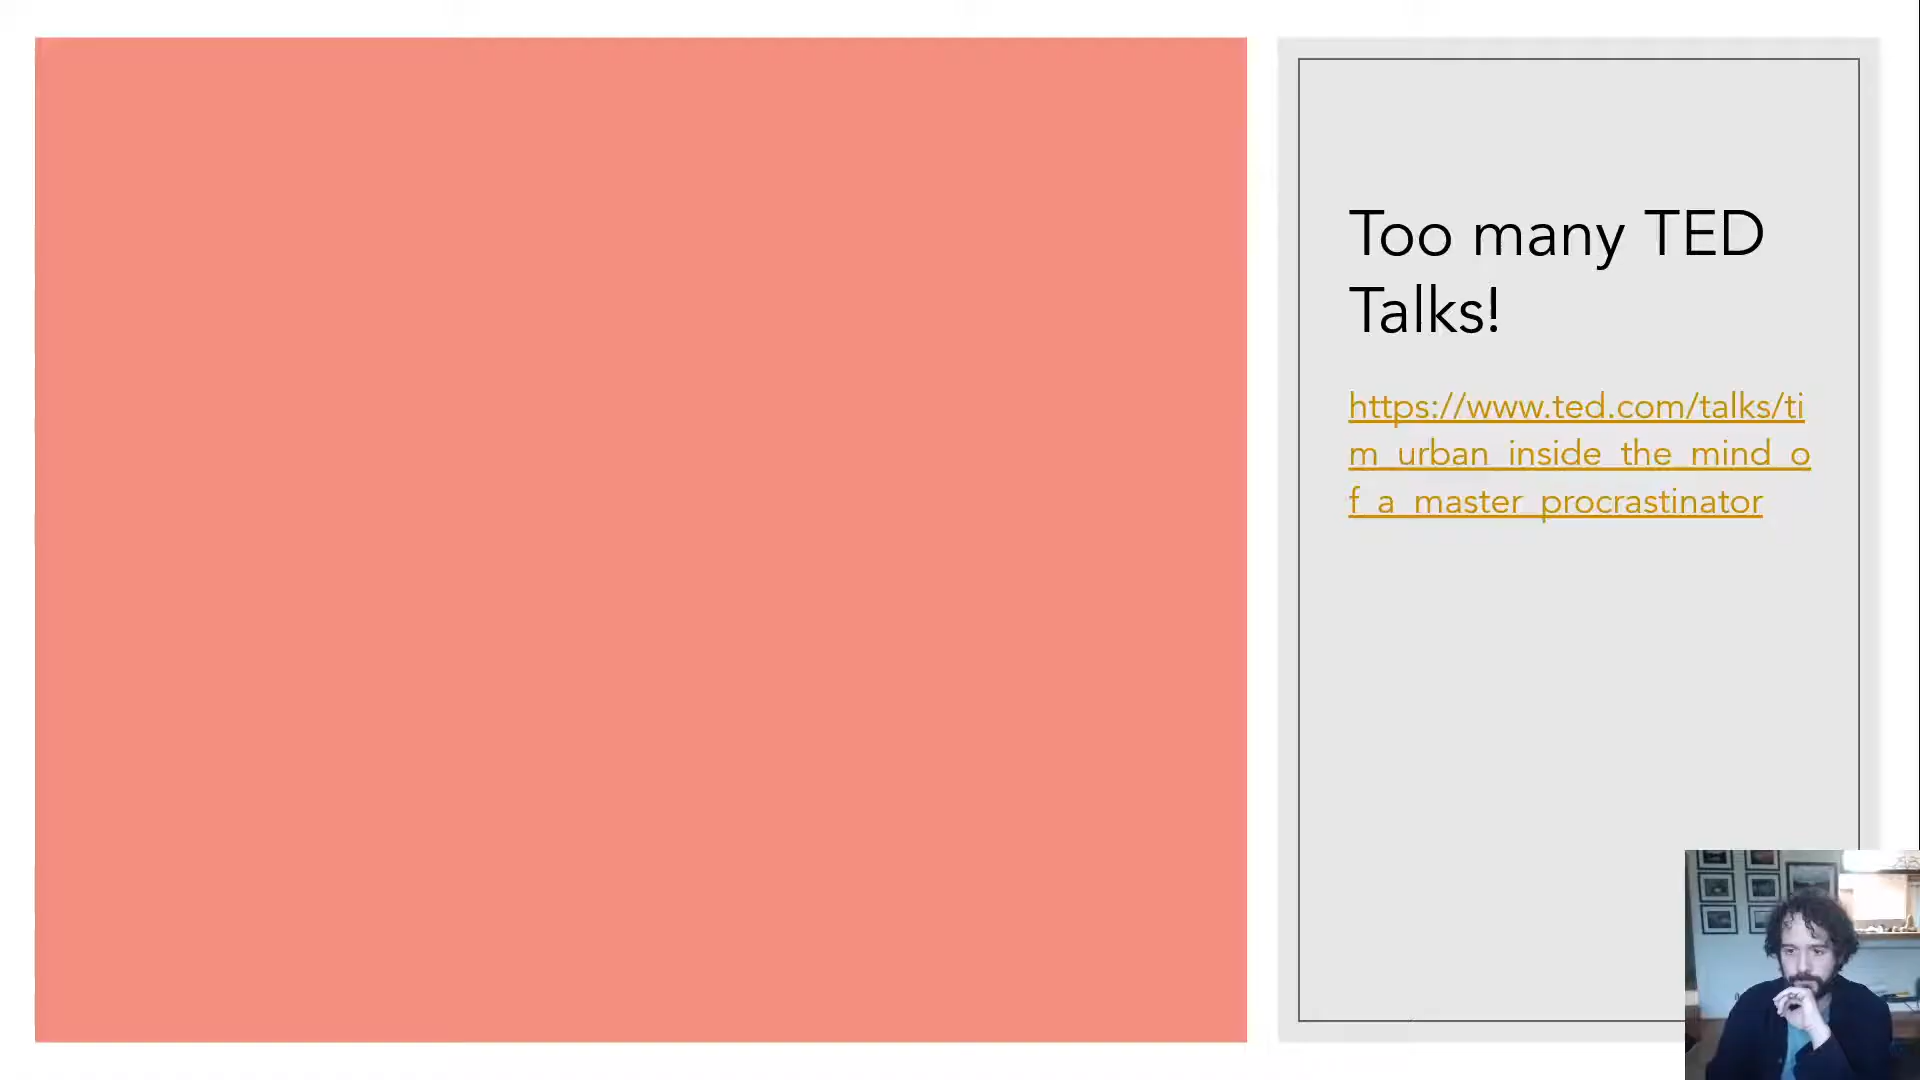 Too many TED
Talks!
https://www.ted.com/talks/ti
m_urban_inside_the_mind_o
f_a_master_procrastinator